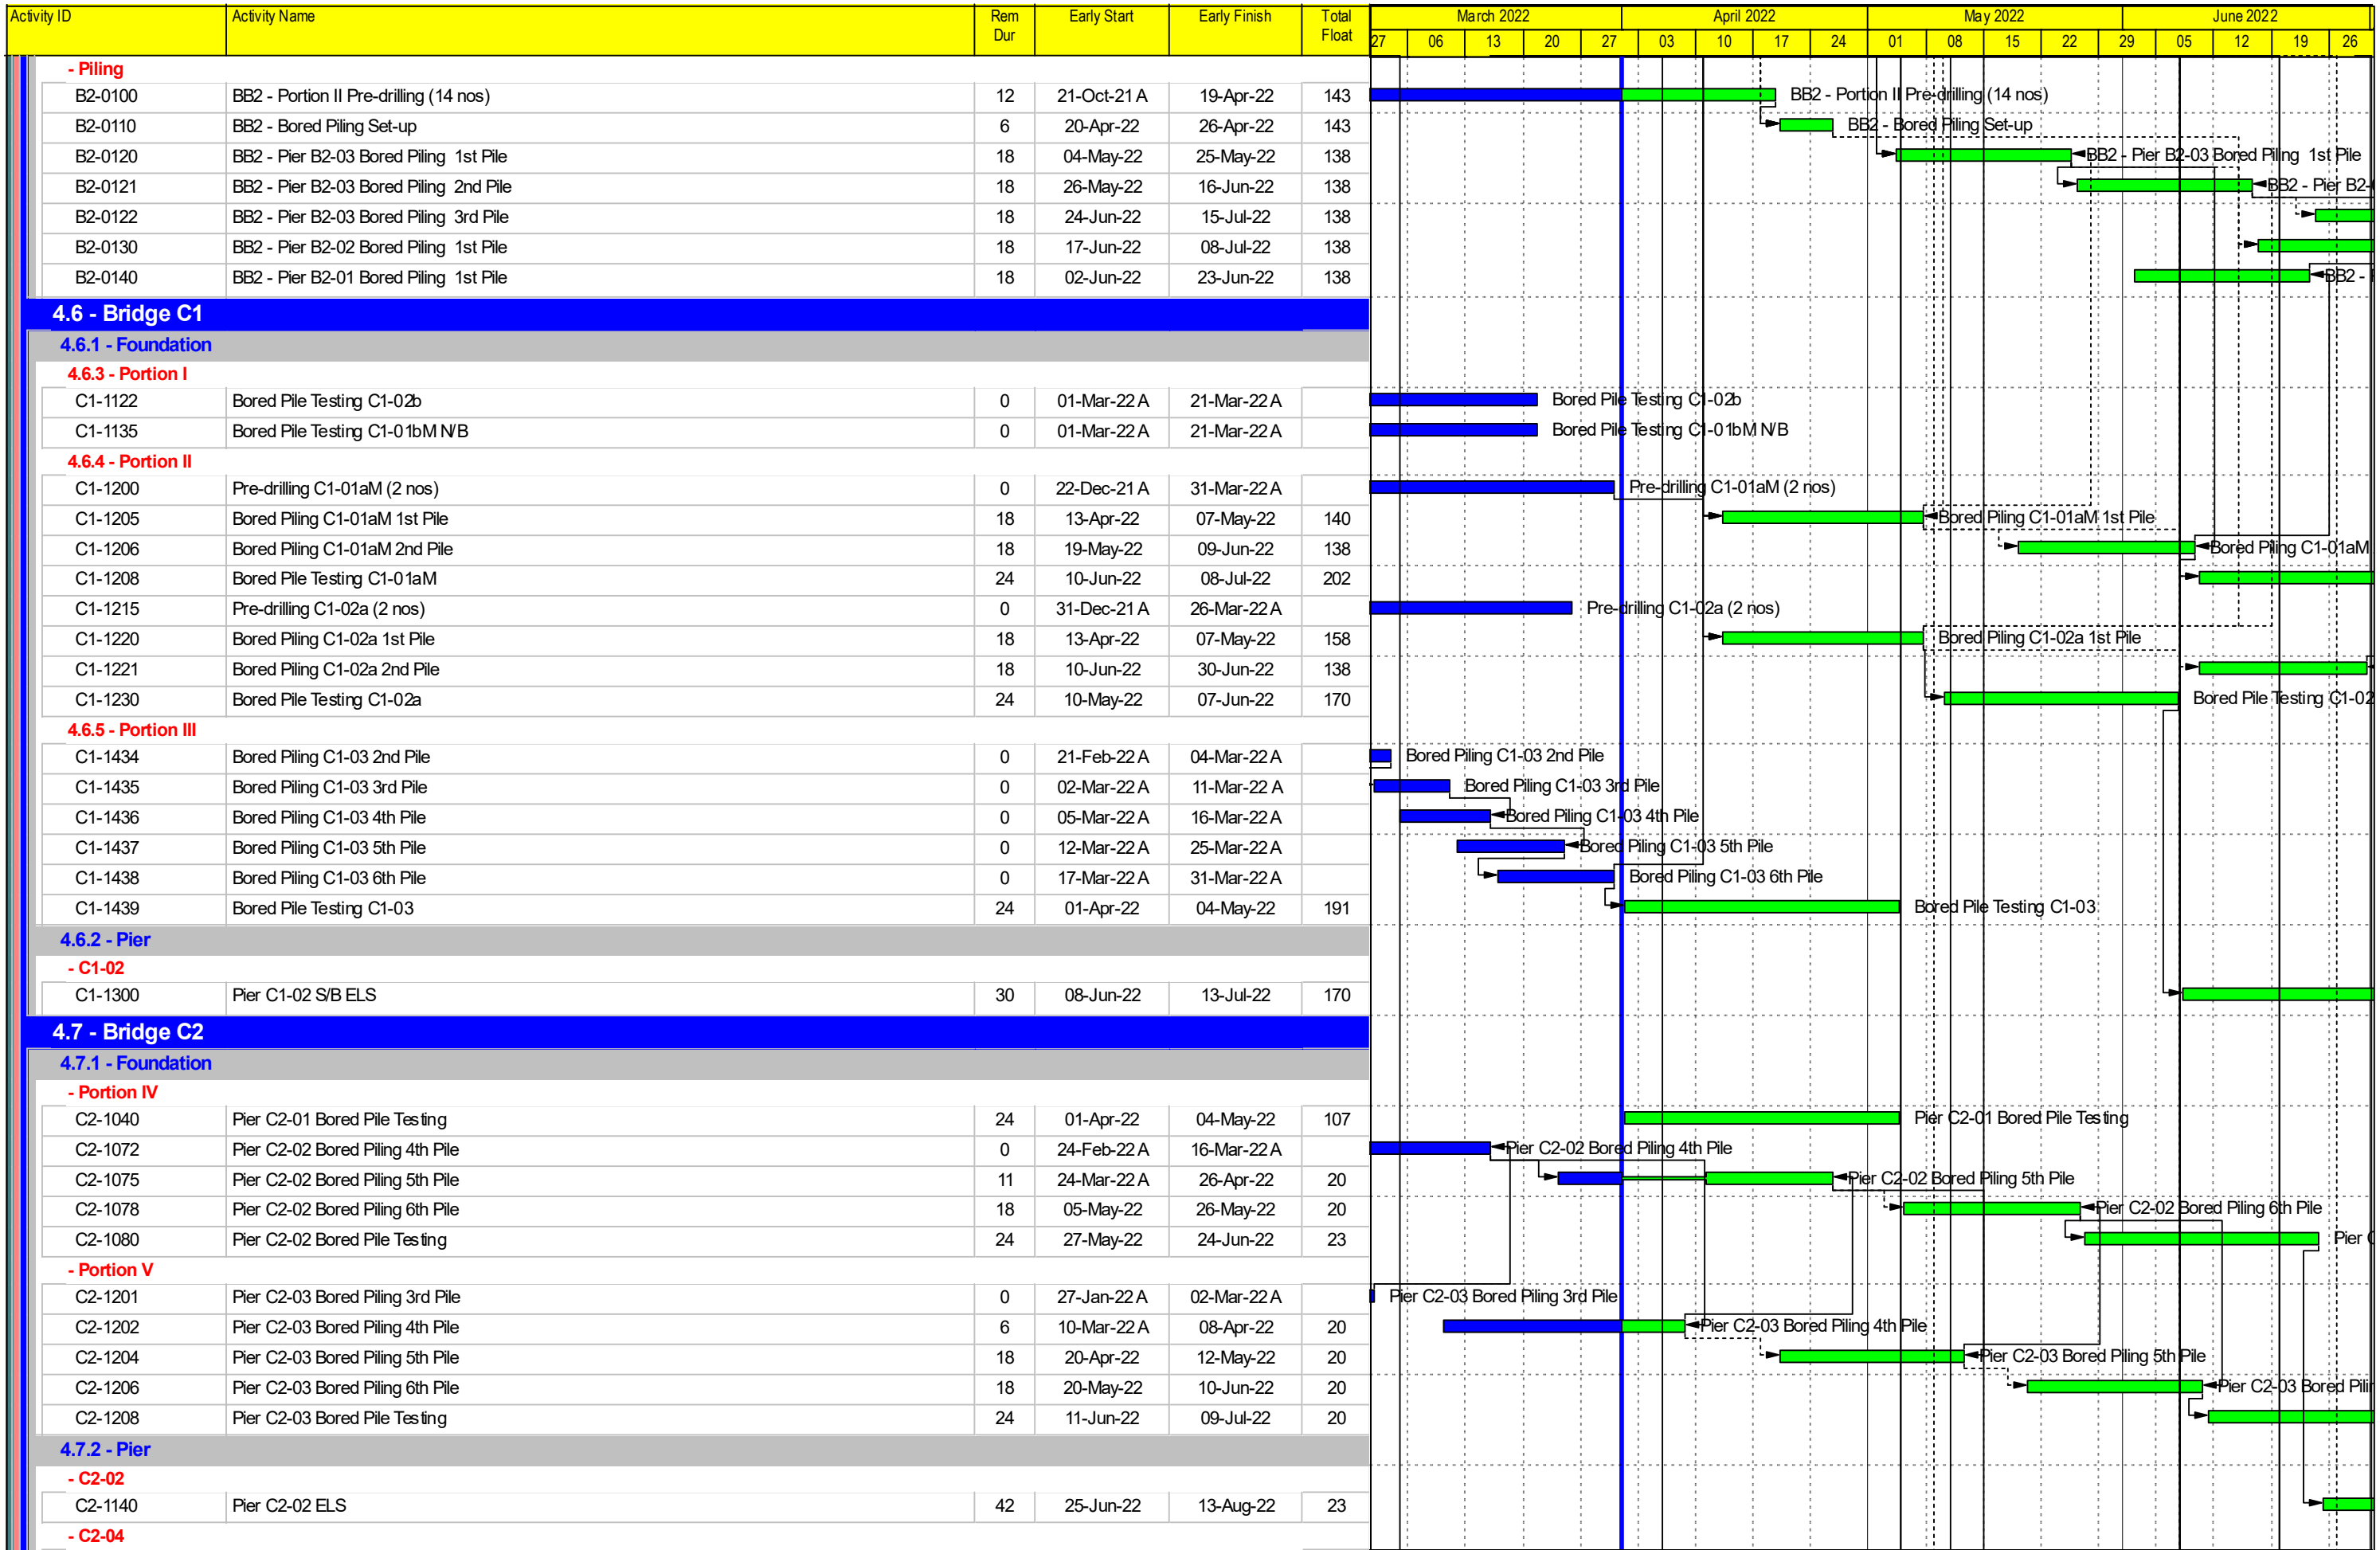 Activity ID Activity Name Rem Dur Early Start Early Finish Total Float March 2022 April 2022 May 2022 June 2022
27 06 13 20 27 03 10 17 24 01 08 15 22 29 05 12 19 26
- Piling
B2-0100 BB2 - Portion II Pre-drilling (14 nos) 12 21-Oct-21 A 19-Apr-22 143 BB2 - Portion II Pre-drilling (14 nos)
B2-0110 BB2 - Bored Piling Set-up 6 20-Apr-22 26-Apr-22 143 BB2 - Bored Piling Set-up
B2-0120 BB2 - Pier B2-03 Bored Piling 1st Pile 18 04-May-22 25-May-22 138 BB2 - Pier B2-03 Bored Piling 1st Pile
B2-0121 BB2 - Pier B2-03 Bored Piling 2nd Pile 18 26-May-22 16-Jun-22 138 BB2 - Pier B2-
B2-0122 BB2 - Pier B2-03 Bored Piling 3rd Pile 18 24-Jun-22 15-Jul-22 138
B2-0130 BB2 - Pier B2-02 Bored Piling 1st Pile 18 17-Jun-22 08-Jul-22 138
B2-0140 BB2 - Pier B2-01 Bored Piling 1st Pile 18 02-Jun-22 23-Jun-22 138 BB2 -
4.6 - Bridge C1
4.6.1 - Foundation
4.6.3 - Portion I
C1-1122 Bored Pile Testing C1-02b 0 01-Mar-22 A 21-Mar-22 A Bored Pile Testing C1-02b
C1-1135 Bored Pile Testing C1-01bM N/B 0 01-Mar-22 A 21-Mar-22 A Bored Pile Testing C1-01bM N/B
4.6.4 - Portion II
C1-1200 Pre-drilling C1-01aM (2 nos) 0 22-Dec-21 A 31-Mar-22 A Pre-drilling C1-01aM (2 nos)
C1-1205 Bored Piling C1-01aM 1st Pile 18 13-Apr-22 07-May-22 140 Bored Piling C1-01aM 1st Pile
C1-1206 Bored Piling C1-01aM 2nd Pile 18 19-May-22 09-Jun-22 138 Bored Piling C1-01aM
C1-1208 Bored Pile Testing C1-01aM 24 10-Jun-22 08-Jul-22 202
C1-1215 Pre-drilling C1-02a (2 nos) 0 31-Dec-21 A 26-Mar-22 A Pre-drilling C1-02a (2 nos)
C1-1220 Bored Piling C1-02a 1st Pile 18 13-Apr-22 07-May-22 158 Bored Piling C1-02a 1st Pile
C1-1221 Bored Piling C1-02a 2nd Pile 18 10-Jun-22 30-Jun-22 138
C1-1230 Bored Pile Testing C1-02a 24 10-May-22 07-Jun-22 170 Bored Pile Testing C1-02
4.6.5 - Portion III
C1-1434 Bored Piling C1-03 2nd Pile 0 21-Feb-22 A 04-Mar-22 A Bored Piling C1-03 2nd Pile
C1-1435 Bored Piling C1-03 3rd Pile 0 02-Mar-22 A 11-Mar-22 A Bored Piling C1-03 3rd Pile
C1-1436 Bored Piling C1-03 4th Pile 0 05-Mar-22 A 16-Mar-22 A Bored Piling C1-03 4th Pile
C1-1437 Bored Piling C1-03 5th Pile 0 12-Mar-22 A 25-Mar-22 A Bored Piling C1-03 5th Pile
C1-1438 Bored Piling C1-03 6th Pile 0 17-Mar-22 A 31-Mar-22 A Bored Piling C1-03 6th Pile
C1-1439 Bored Pile Testing C1-03 24 01-Apr-22 04-May-22 191 Bored Pile Testing C1-03
4.6.2 - Pier
- C1-02
C1-1300 Pier C1-02 S/B ELS 30 08-Jun-22 13-Jul-22 170
4.7 - Bridge C2
4.7.1 - Foundation
- Portion IV
C2-1040 Pier C2-01 Bored Pile Testing 24 01-Apr-22 04-May-22 107 Pier C2-01 Bored Pile Testing
C2-1072 Pier C2-02 Bored Piling 4th Pile 0 24-Feb-22 A 16-Mar-22 A Pier C2-02 Bored Piling 4th Pile
C2-1075 Pier C2-02 Bored Piling 5th Pile 11 24-Mar-22 A 26-Apr-22 20 Pier C2-02 Bored Piling 5th Pile
C2-1078 Pier C2-02 Bored Piling 6th Pile 18 05-May-22 26-May-22 20 Pier C2-02 Bored Piling 6th Pile
C2-1080 Pier C2-02 Bored Pile Testing 24 27-May-22 24-Jun-22 23 Pier
- Portion V
C2-1201 Pier C2-03 Bored Piling 3rd Pile 0 27-Jan-22 A 02-Mar-22 A Pier C2-03 Bored Piling 3rd Pile
C2-1202 Pier C2-03 Bored Piling 4th Pile 6 10-Mar-22 A 08-Apr-22 20 Pier C2-03 Bored Piling 4th Pile
C2-1204 Pier C2-03 Bored Piling 5th Pile 18 20-Apr-22 12-May-22 20 Pier C2-03 Bored Piling 5th Pile
C2-1206 Pier C2-03 Bored Piling 6th Pile 18 20-May-22 10-Jun-22 20 Pier C2-03 Bored Pili
C2-1208 Pier C2-03 Bored Pile Testing 24 11-Jun-22 09-Jul-22 20
4.7.2 - Pier
- C2-02
C2-1140 Pier C2-02 ELS 42 25-Jun-22 13-Aug-22 23
- C2-04